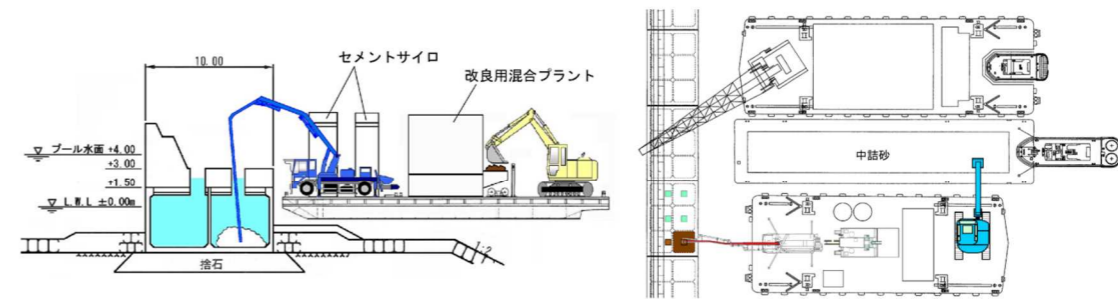 10.00
セメントサイロ
改良用混合プラント
プール水面 +4.00
+3.00
+1.50
L.W.L ±0.00m
捨石
1:2
中詰砂